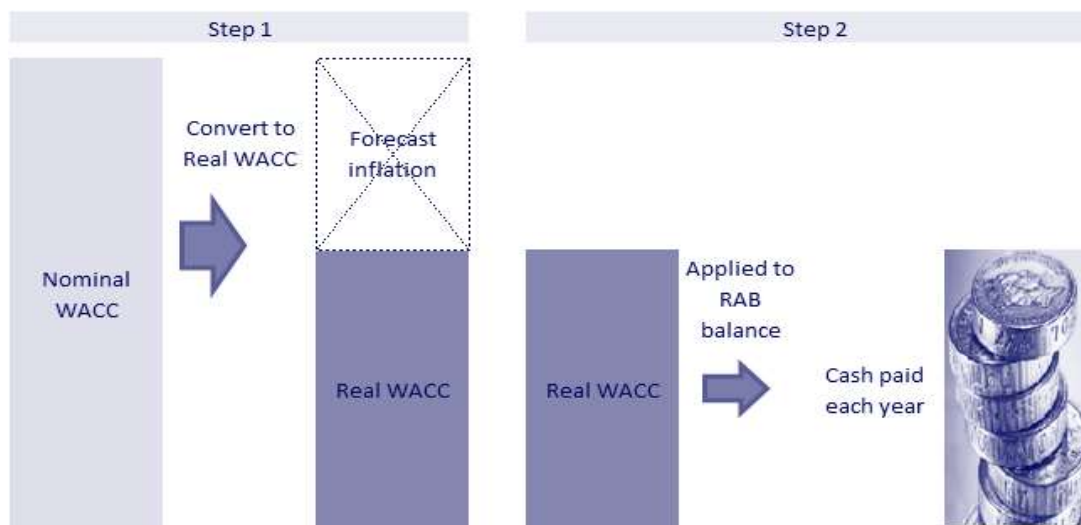 Step 1
Step 2
Convert to
Real WACC
Forecast
inflation
Nominal
WACC
Real WACC
Real WACC
Applied to
RAB
balance
Cash paid
each year